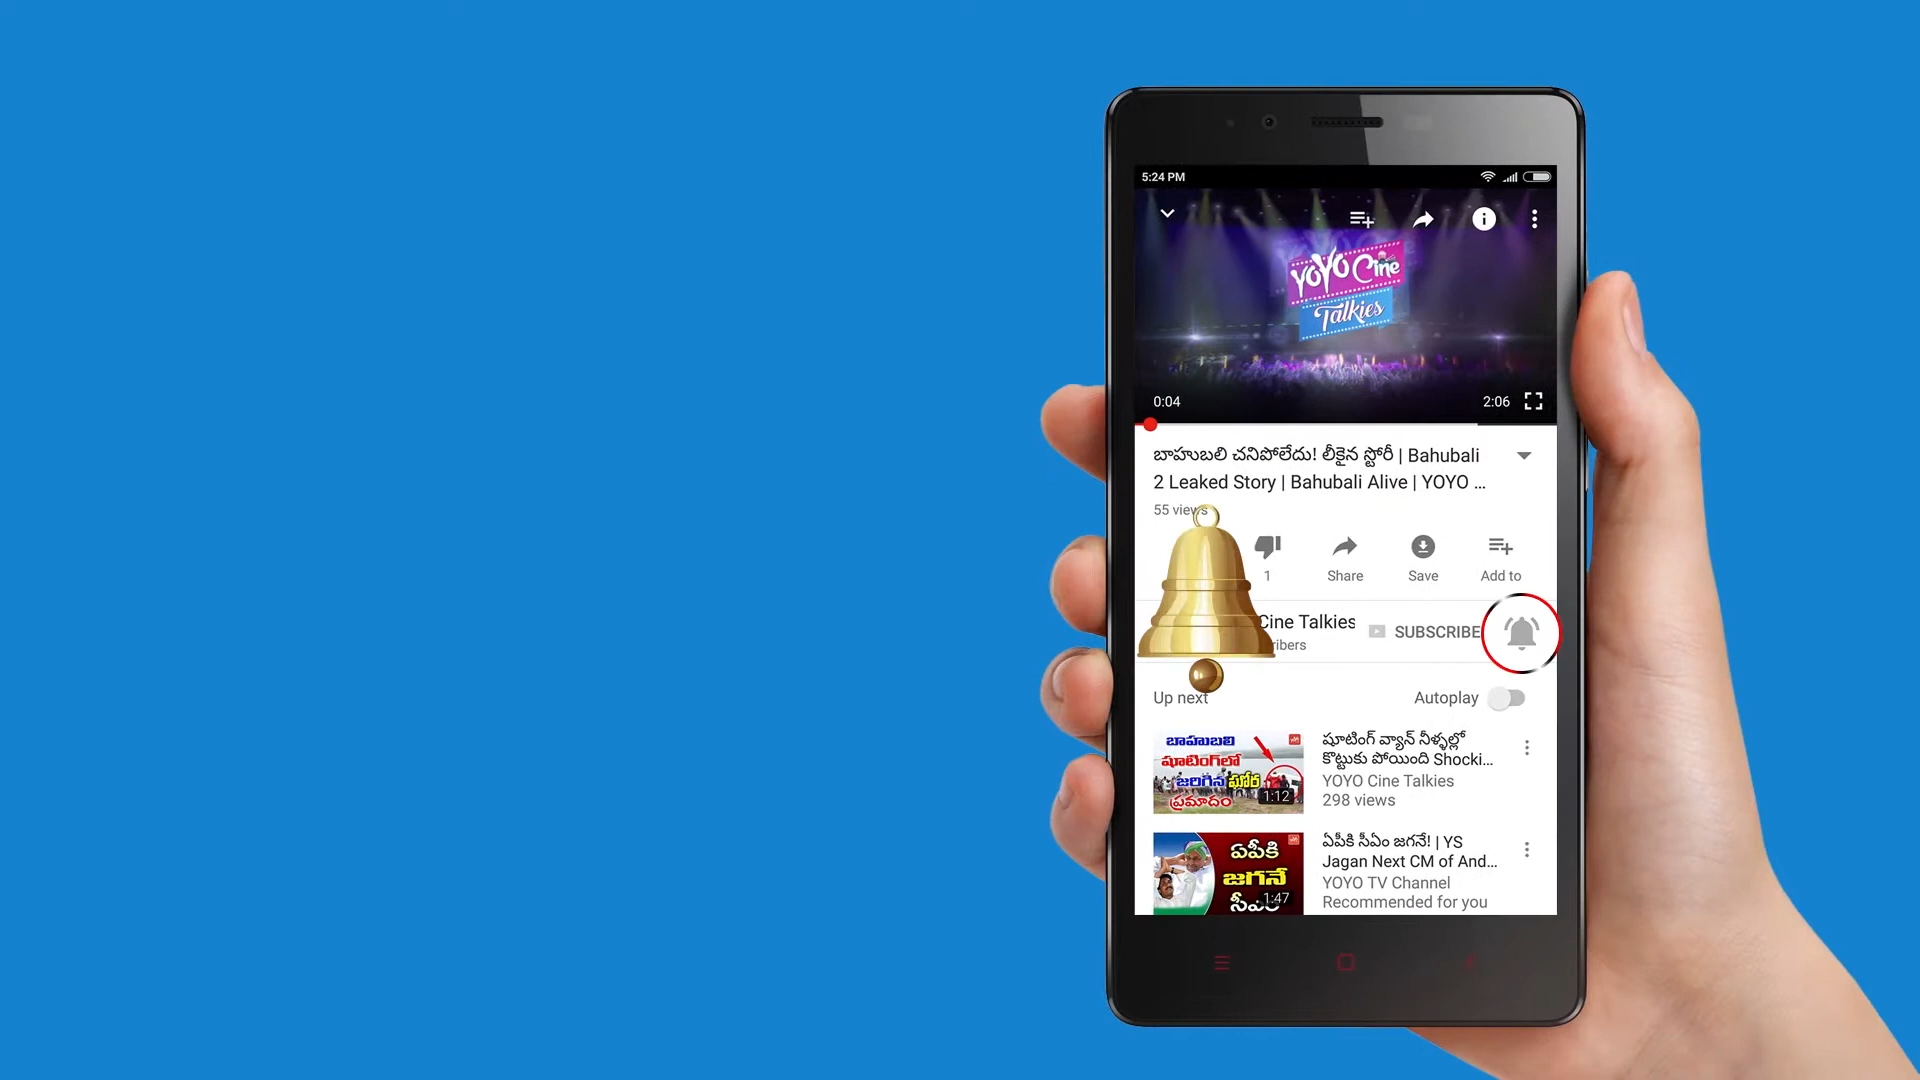 5:24 PM
YOYO Cine
Talkies
0:04
2:06
బాహుబలి చనిపోలేదు! లీకైన స్టోరీ | Bahubali
2 Leaked Story | Bahubali Alive | YOYO ...
55 views
1
Share
Save
Add to
Cine Talkies
SUBSCRIBE
ribers
Up next
Autoplay
బాహుబలి
షూటింగ్‌లో
జరిగిన ఘోర
ప్రమాదం
1:12
షూటింగ్ వ్యాన్ నీళ్ళల్లో
కొట్టుకు పోయింది Shocki...
YOYO Cine Talkies
298 views
ఏపీకి
జగనే
సీఎం
1:47
ఏపీకి సీఎం జగనే! | YS
Jagan Next CM of And...
YOYO TV Channel
Recommended for you